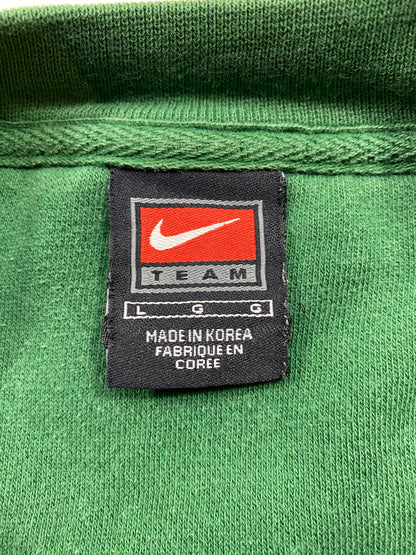 TEAM
L G G
MADE IN KOREA
FABRIQUE EN
COREE